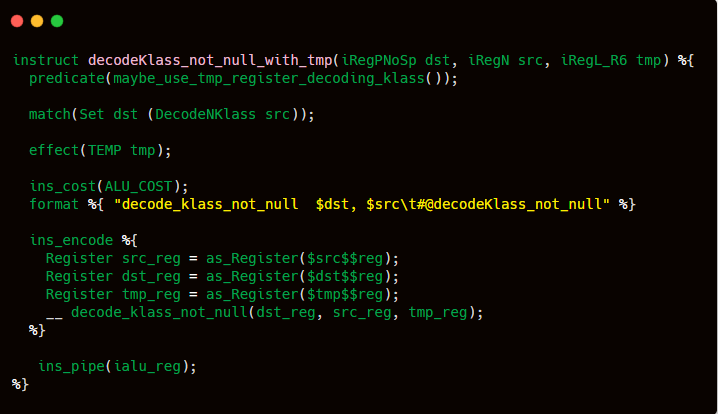 instruct decodeKlass_not_null_with_tmp(iRegPNoSp dst, iRegN src, iRegL_R6 tmp) %{
  predicate(maybe_use_tmp_register_decoding_klass());

  match(Set dst (DecodeNKlass src));

  effect(TEMP tmp);

  ins_cost(ALU_COST);
  format %{ "decode_klass_not_null  $dst, $src\t#@decodeKlass_not_null" %}

  ins_encode %{
    Register src_reg = as_Register($src$$reg);
    Register dst_reg = as_Register($dst$$reg);
    Register tmp_reg = as_Register($tmp$$reg);
    __ decode_klass_not_null(dst_reg, src_reg, tmp_reg);
  %}

   ins_pipe(ialu_reg);
%}